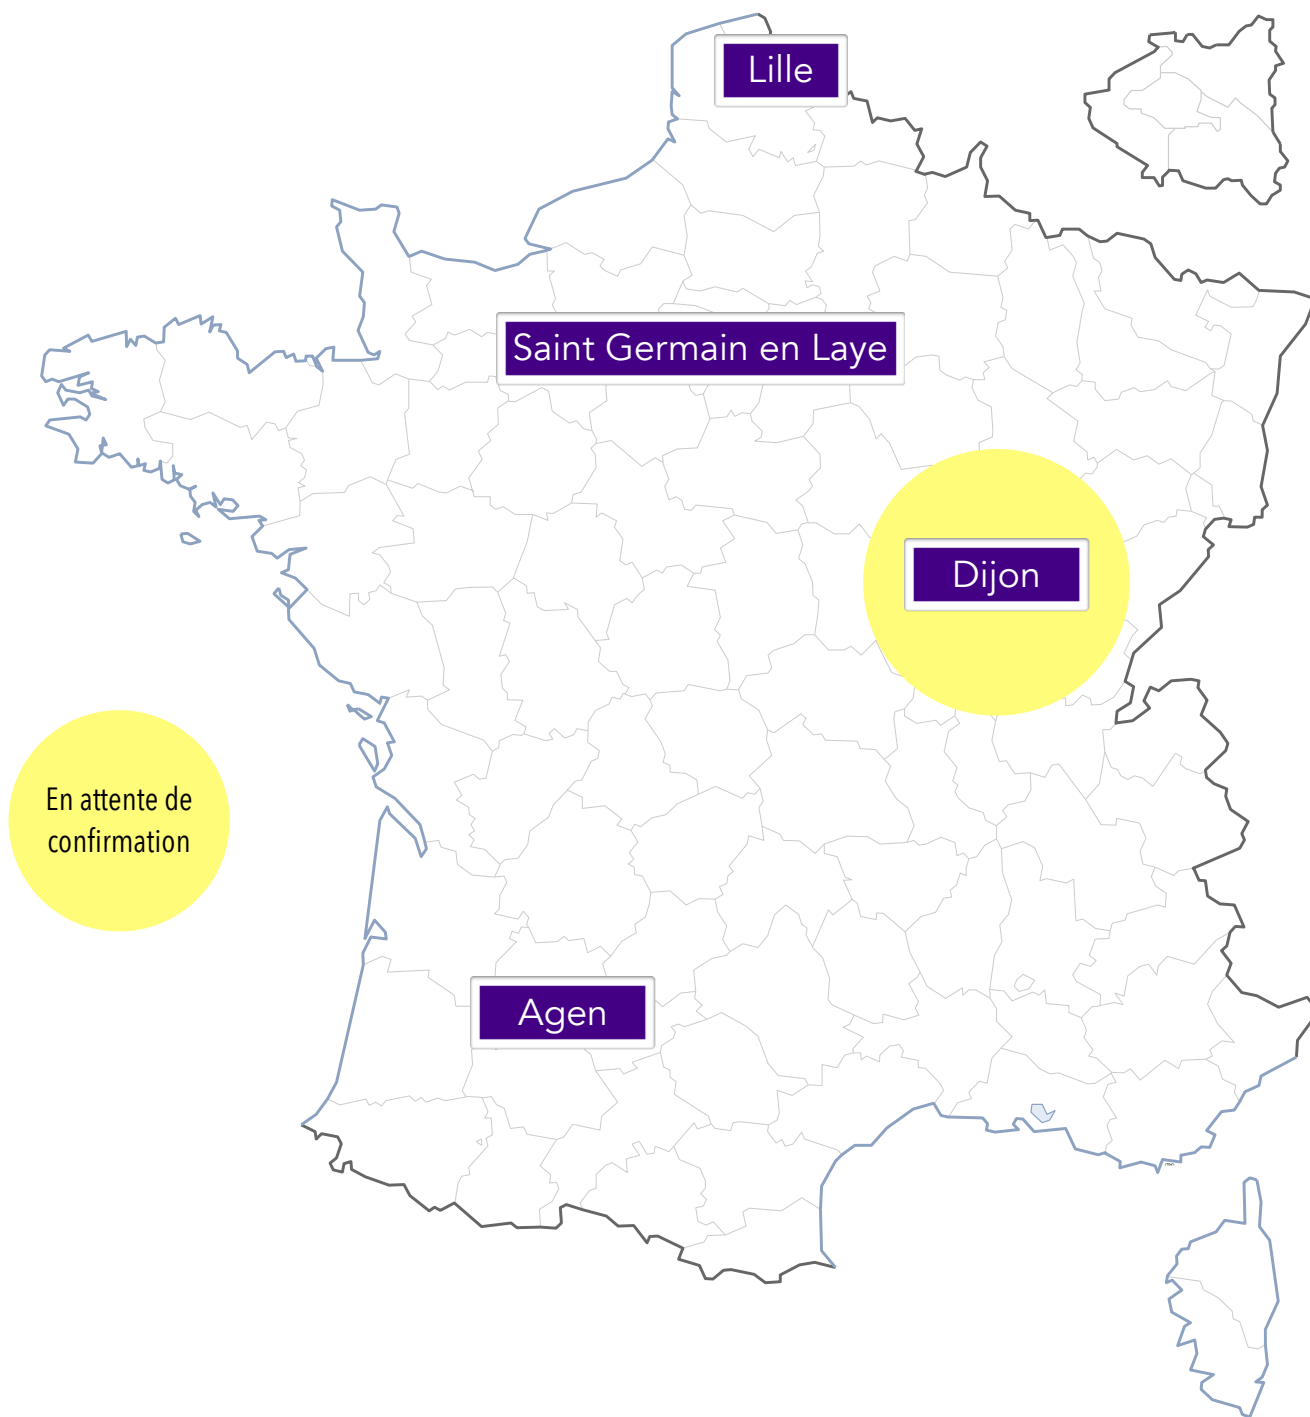 Lille
Saint Germain en Laye
Dijon
En attente de
confirmation
Agen